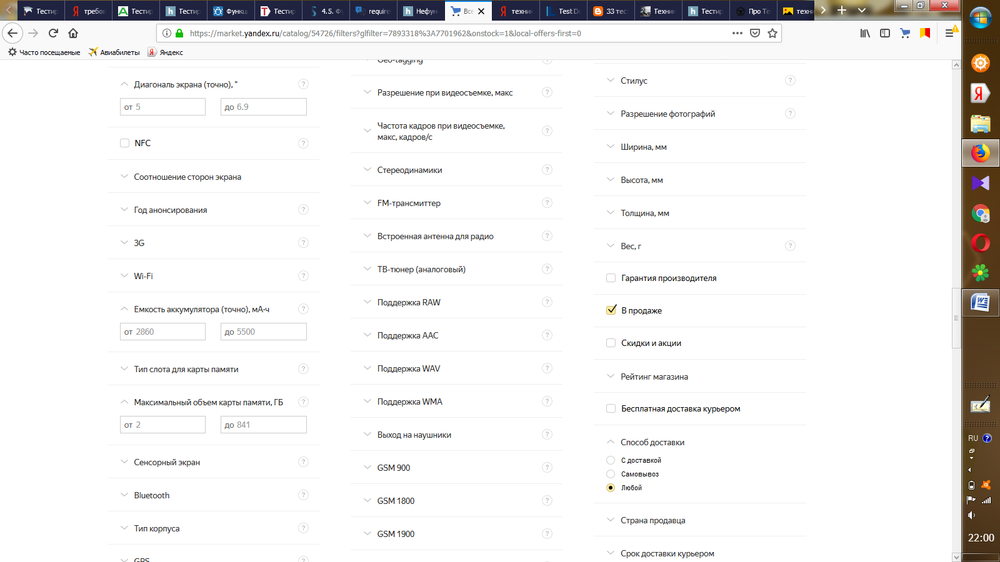 Тестир
требов
Тестир
Тестир
Функц
Тестир
4.5. Ф
require
Нефун
Все
техни
Test De
33 тес
Техни
Тестир
Про Те
техн
https://market.yandex.ru/catalog/54726/filters?glfilter=7893318%3A7701962&onstock=1&local-offers-first=0
Часто посещаемые
Авиабилеты
Яндекс
Диагональ экрана (точно), "
от 5
до 6.9
NFC
Соотношение сторон экрана
Год анонсирования
3G
Wi-Fi
Емкость аккумулятора (точно), мА·ч
от 2860
до 5500
Тип слота для карты памяти
Максимальный объем карты памяти, ГБ
от 2
до 841
Сенсорный экран
Bluetooth
Тип корпуса
GPS
Geo-tagging
Разрешение при видеосъемке, макс
Частота кадров при видеосъемке,
макс, кадров/с
Стереодинамики
FM-трансмиттер
Встроенная антенна для радио
ТВ-тюнер (аналоговый)
Поддержка RAW
Поддержка AAC
Поддержка WAV
Поддержка WMA
Выход на наушники
GSM 900
GSM 1800
GSM 1900
Стилус
Разрешение фотографий
Ширина, мм
Высота, мм
Толщина, мм
Вес, г
Гарантия производителя
В продаже
Скидки и акции
Рейтинг магазина
Бесплатная доставка курьером
Способ доставки
С доставкой
Самовывоз
Любой
Страна продавца
Срок доставки курьером
RU
22:00